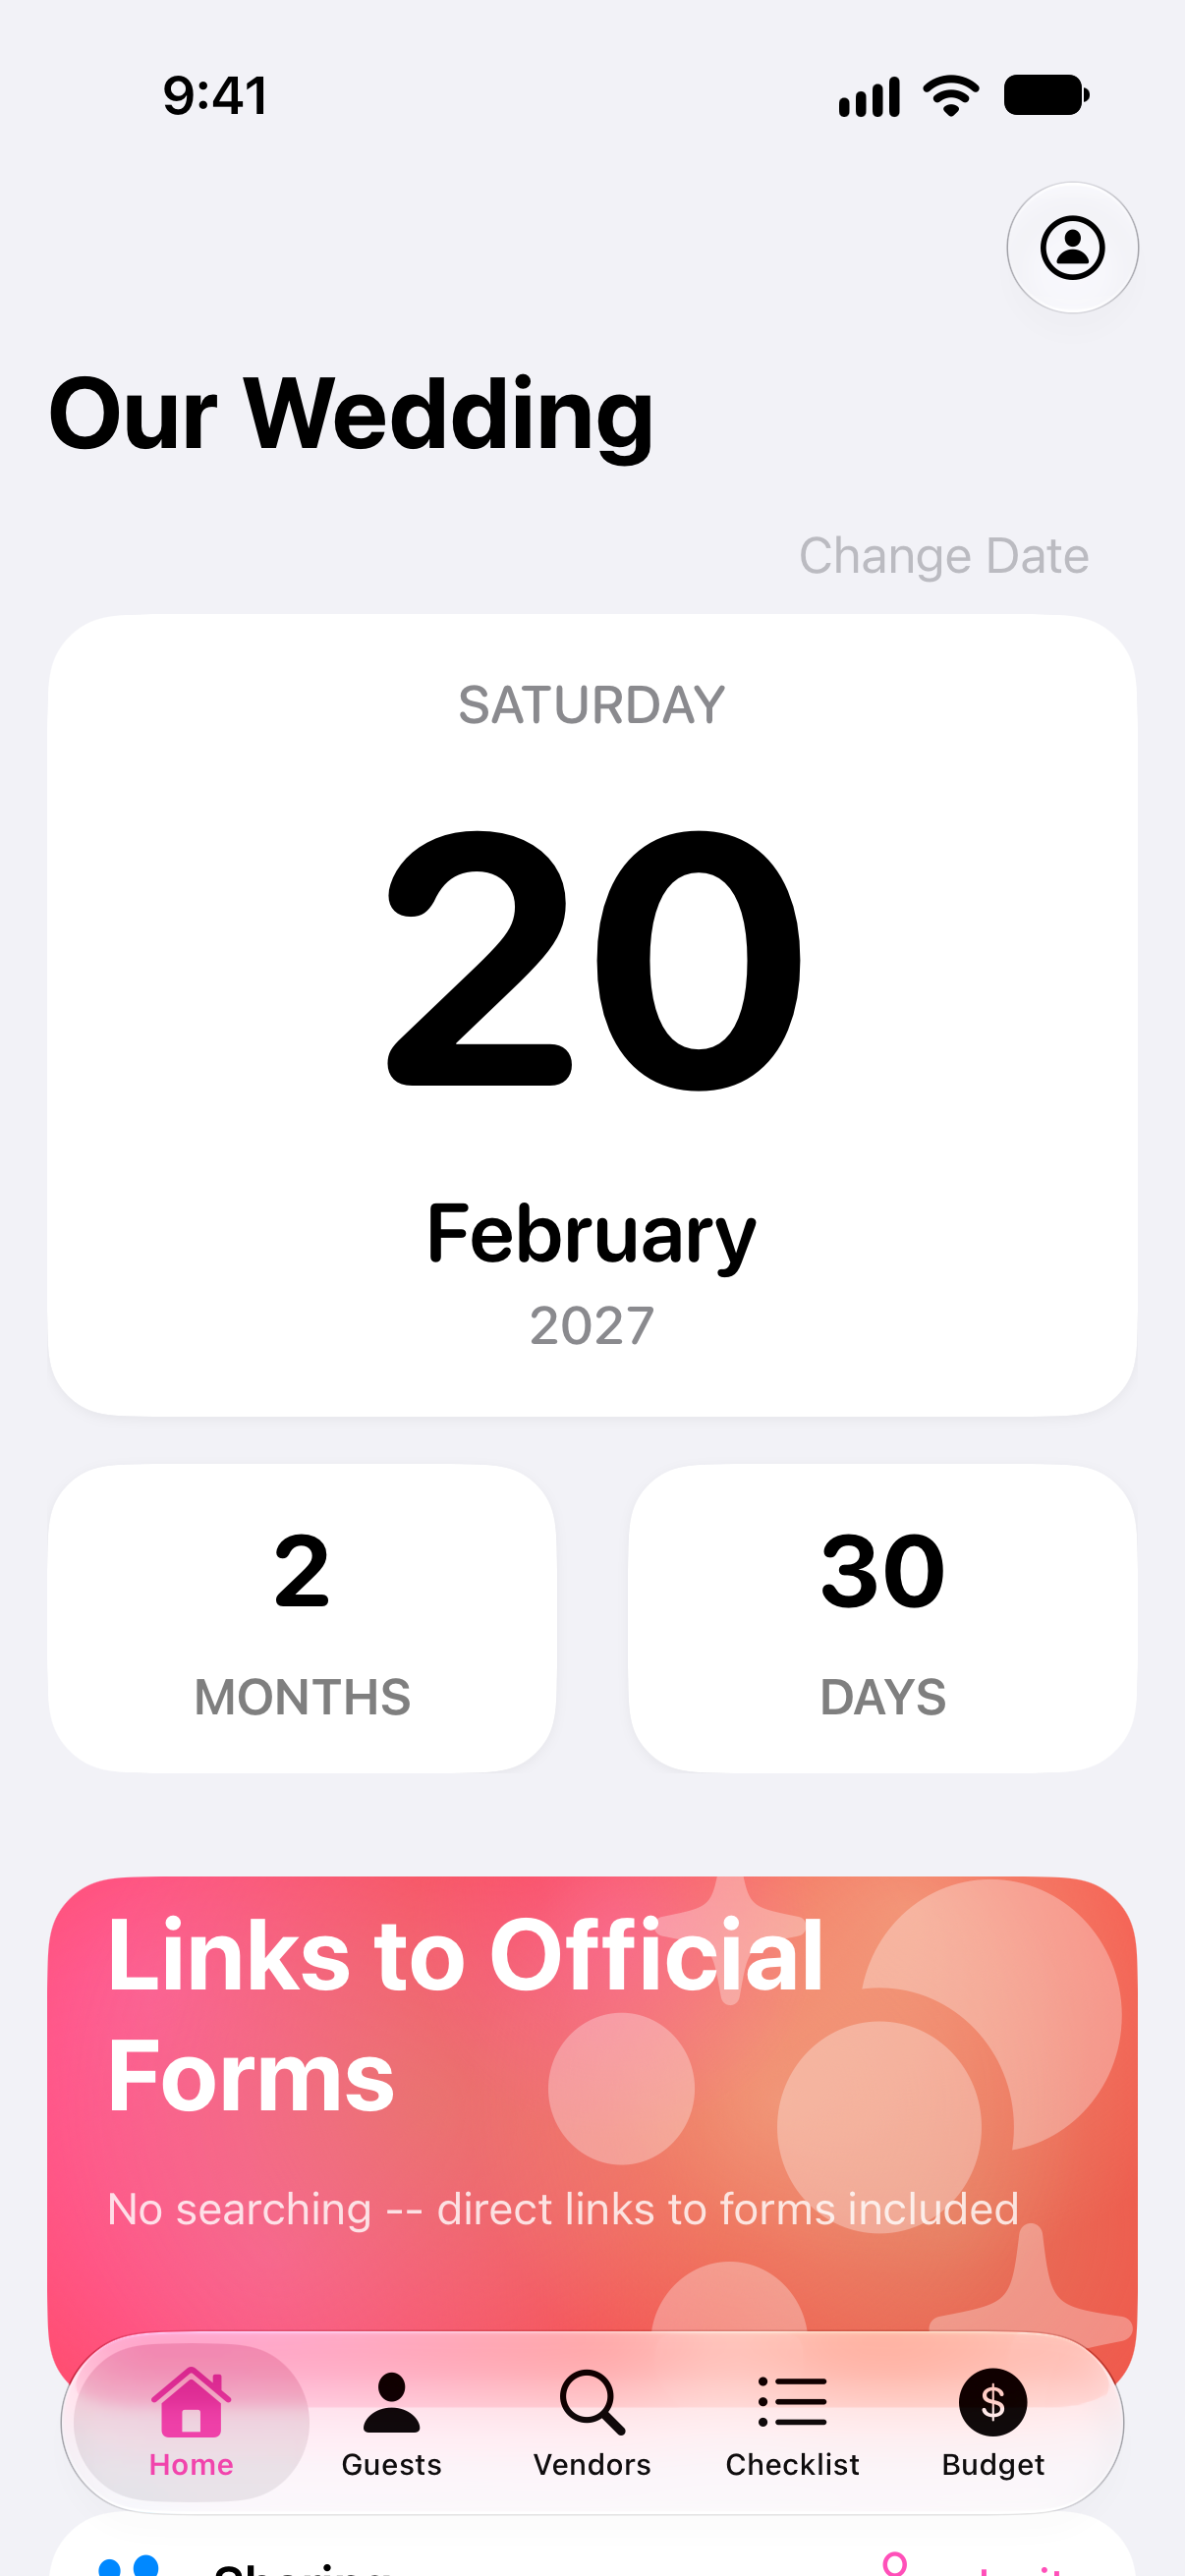 9:41
Our Wedding
Change Date
SATURDAY
20
February
2027
2
MONTHS
30
DAYS
Links to Official
Forms
No searching -- direct links to forms included
$
Home
Guests
Vendors
Checklist
Budget